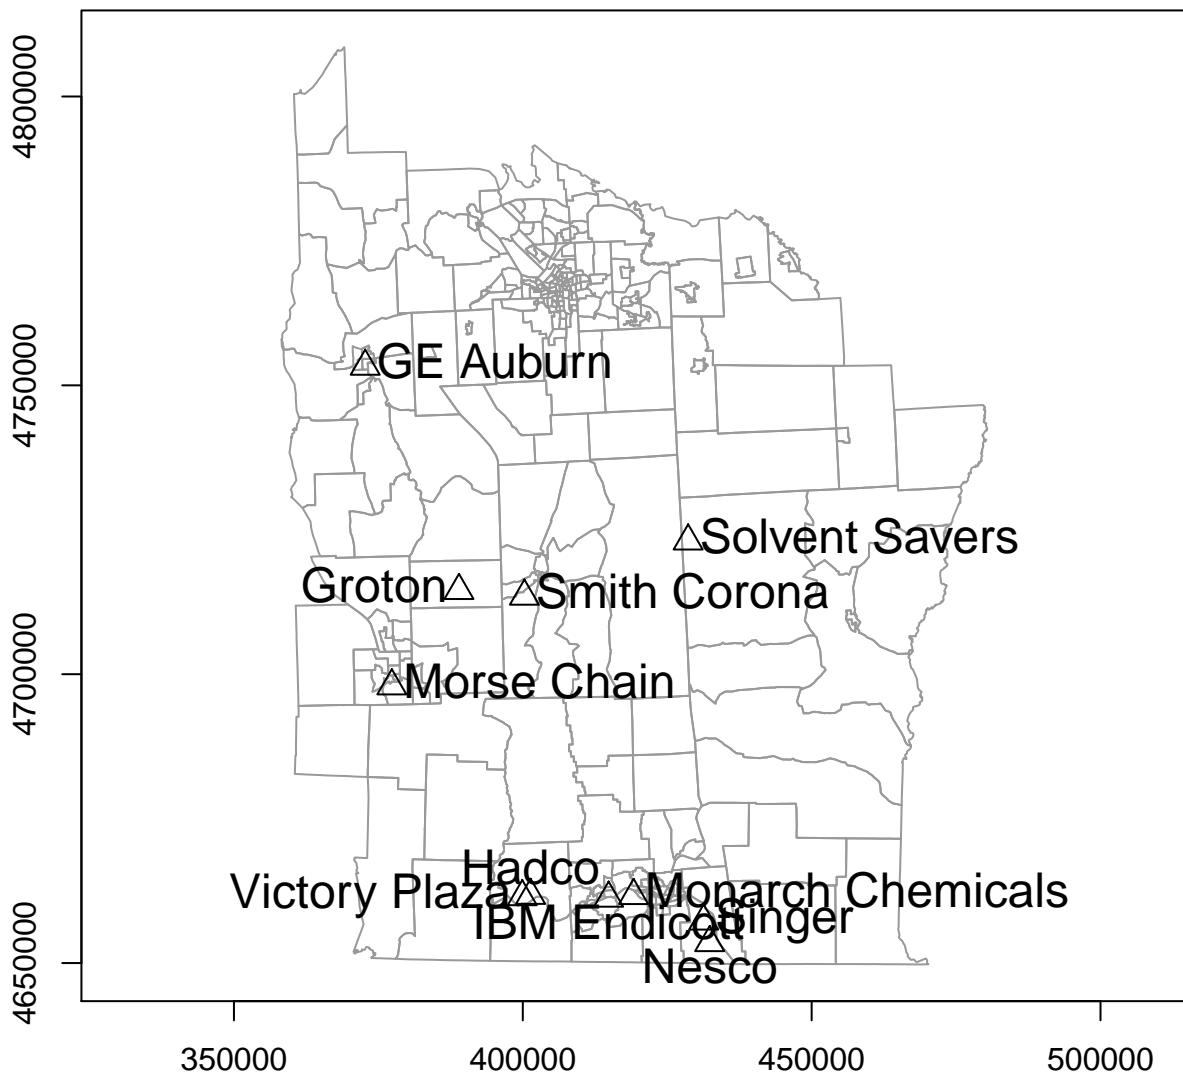 4800000
4750000
4700000
4650000
GE Auburn
Solvent Savers
Groton
Smith Corona
Morse Chain
Hadco
Victory Plaza
Monarch Chemicals
IBM Endicott
Singer
Nesco
350000
400000
450000
500000